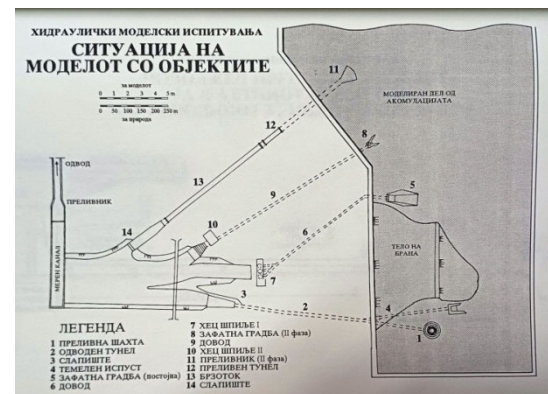 ХИДРАУЛИЧКИ МОДЕЛСКИ ИСПИТУВАЊА
СИТУАЦИЈА НА
МОДЕЛОТ СО ОБЈЕКТИТЕ
за моделот
0 1 2 3 4 5 m
0 50 100 150 200 250 m
за природа
11
МОДЕЛИРАН ДЕЛ ОД
АКОМУЛАЦИЈАТА
12
8
ОДВОД
13
9
5
ПРЕЛИВНИК
14
10
6
ТЕЛО НА
БРАНА
МЕРЕН КАНАЛ
7
3
2
4
1
ЛЕГЕНДА
1 ПРЕЛИВНА ШАХТА
2 ОДВОДЕН ТУНЕЛ
3 СЛАПИШТЕ
4 ТЕМЕЛЕН ИСПУСТ
5 ЗАФАТНА ГРАДБА (постојна)
6 ДОВОД
7 ХЕЦ ШПИЉЕ I
8 ЗАФАТНА ГРАДБА (II фаза)
9 ДОВОД
10 ХЕЦ ШПИЉЕ II
11 ПРЕЛИВНИК (II фаза)
12 ПРЕЛИВЕН ТУНЕЛ
13 БРЗОТОК
14 СЛАПИШТЕ